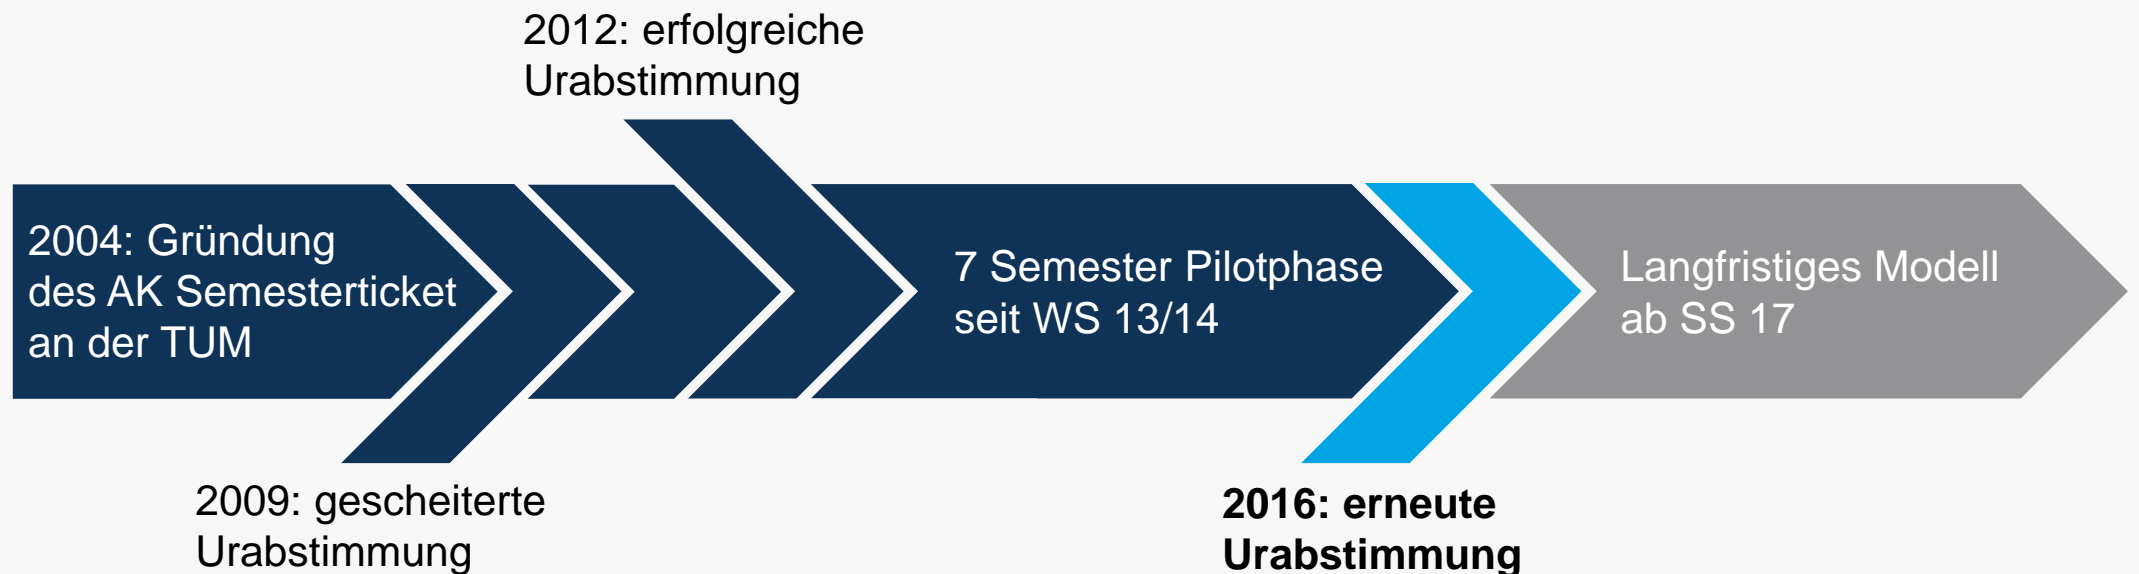 2012: erfolgreiche
Urabstimmung
2004: Gründung
des AK Semesterticket
an der TUM
7 Semester Pilotphase
seit WS 13/14
Langfristiges Modell
ab SS 17
2009: gescheiterte
Urabstimmung
2016: erneute
Urabstimmung